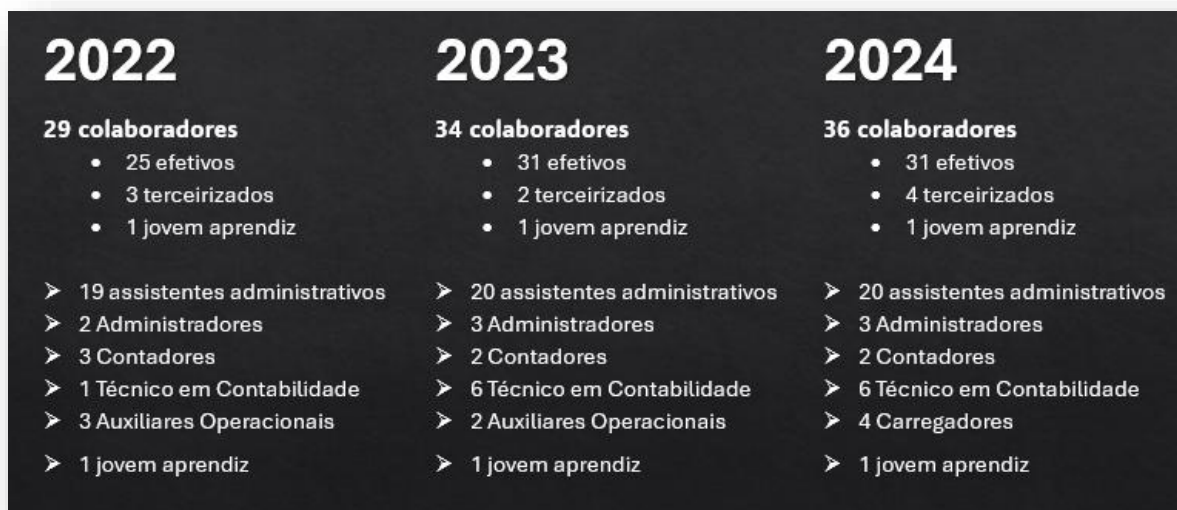 2022
29 colaboradores
• 25 efetivos
• 3 terceirizados
• 1 jovem aprendiz
➤ 19 assistentes administrativos
➤ 2 Administradores
➤ 3 Contadores
➤ 1 Técnico em Contabilidade
➤ 3 Auxiliares Operacionais
➤ 1 jovem aprendiz
2023
34 colaboradores
• 31 efetivos
• 2 terceirizados
• 1 jovem aprendiz
➤ 20 assistentes administrativos
➤ 3 Administradores
➤ 2 Contadores
➤ 6 Técnico em Contabilidade
➤ 2 Auxiliares Operacionais
➤ 1 jovem aprendiz
2024
36 colaboradores
• 31 efetivos
• 4 terceirizados
• 1 jovem aprendiz
➤ 20 assistentes administrativos
➤ 3 Administradores
➤ 2 Contadores
➤ 6 Técnico em Contabilidade
➤ 4 Carregadores
➤ 1 jovem aprendiz